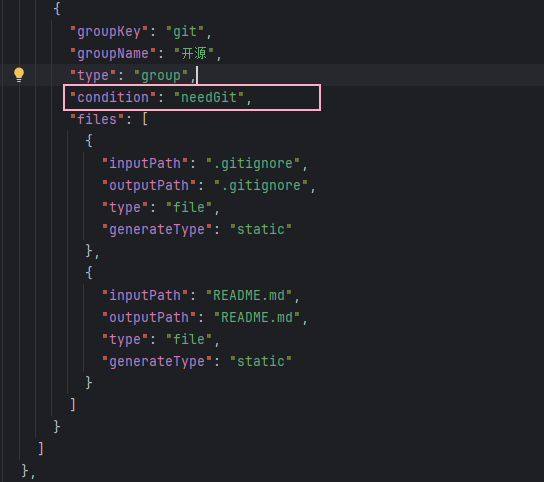 {
"groupKey": "git",
"groupName": "开源",
"type": "group",
"condition": "needGit",
"files": [
{
"inputPath": ".gitignore",
"outputPath": ".gitignore",
"type": "file",
"generateType": "static"
},
{
"inputPath": "README.md",
"outputPath": "README.md",
"type": "file",
"generateType": "static"
}
]
}
]
},